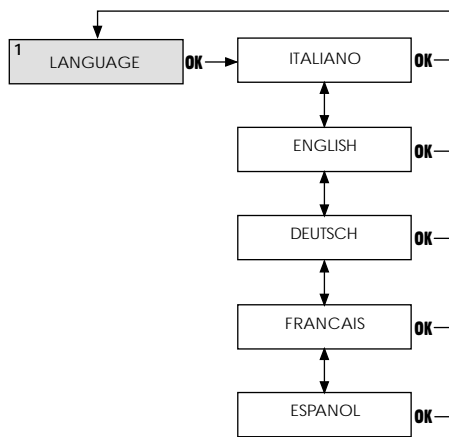 1
LANGUAGE OK ITALIANO OK
ENGLISH OK
DEUTSCH OK
FRANCAIS OK
ESPANOL OK